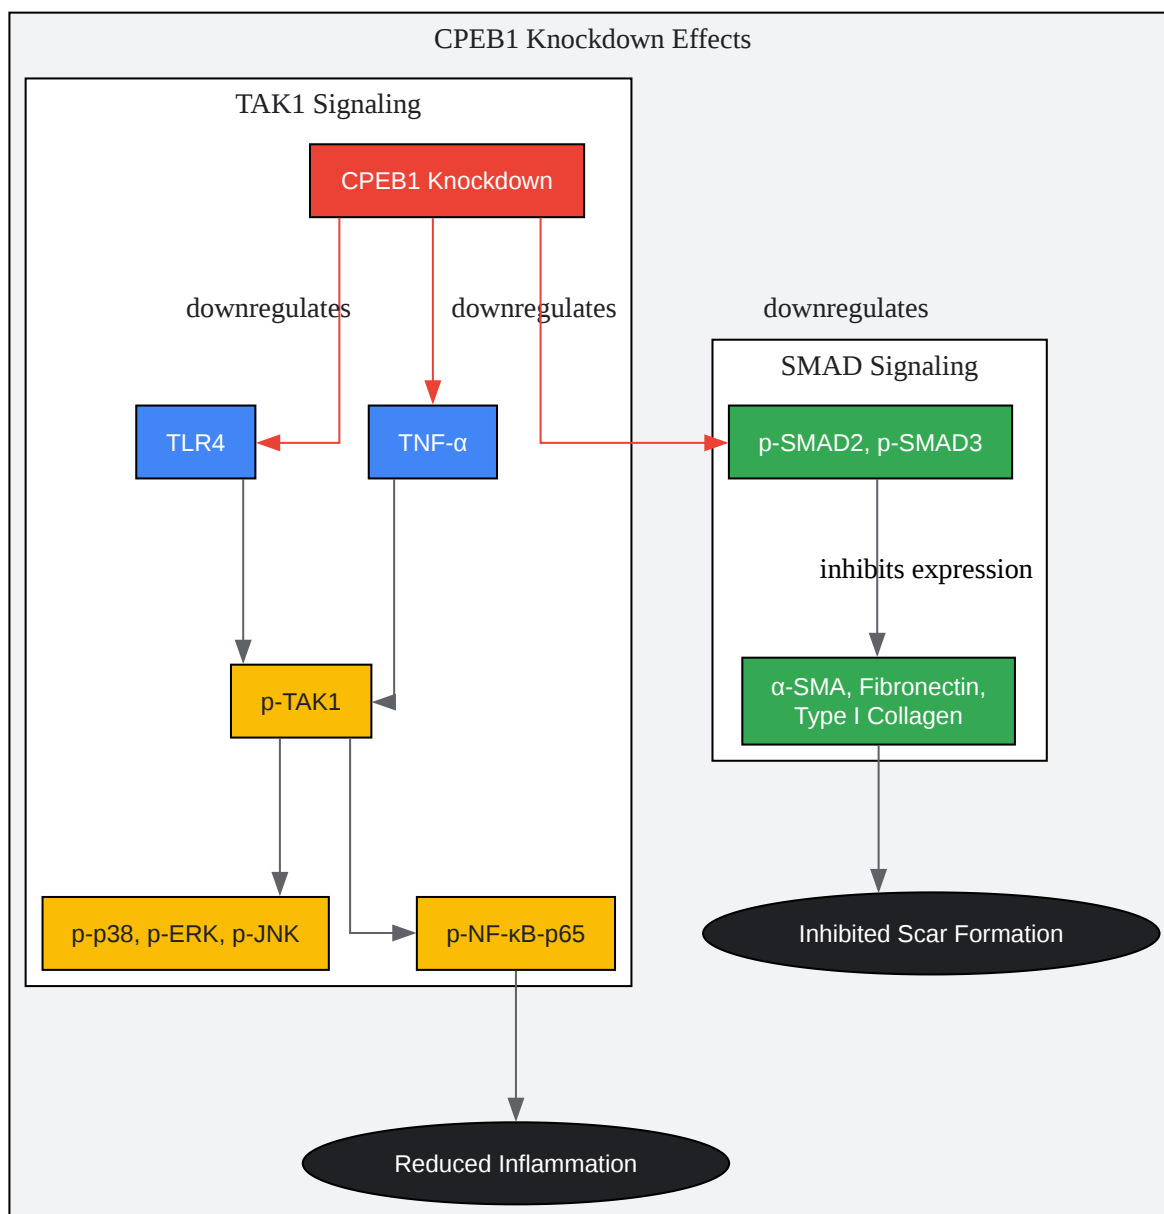 CPEB1 Knockdown Effects
TAK1 Signaling
CPEB1 Knockdown
downregulates
downregulates
downregulates
SMAD Signaling
TLR4
TNF-α
p-SMAD2, p-SMAD3
inhibits expression
p-TAK1
α-SMA, Fibronectin,
Type I Collagen
p-p38, p-ERK, p-JNK
p-NF-κB-p65
Inhibited Scar Formation
Reduced Inflammation